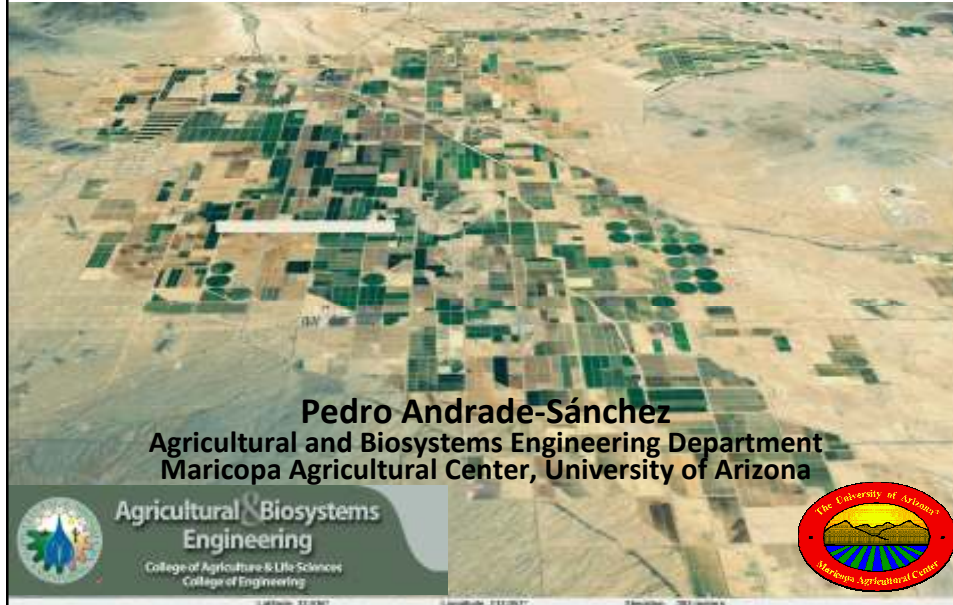 Pedro Andrade-Sánchez
Agricultural and Biosystems Engineering Department
Maricopa Agricultural Center, University of Arizona
Agricultural & Biosystems
Engineering
College of Agriculture & Life Sciences
College of Engineering
The University of Arizona
Maricopa Agricultural Center